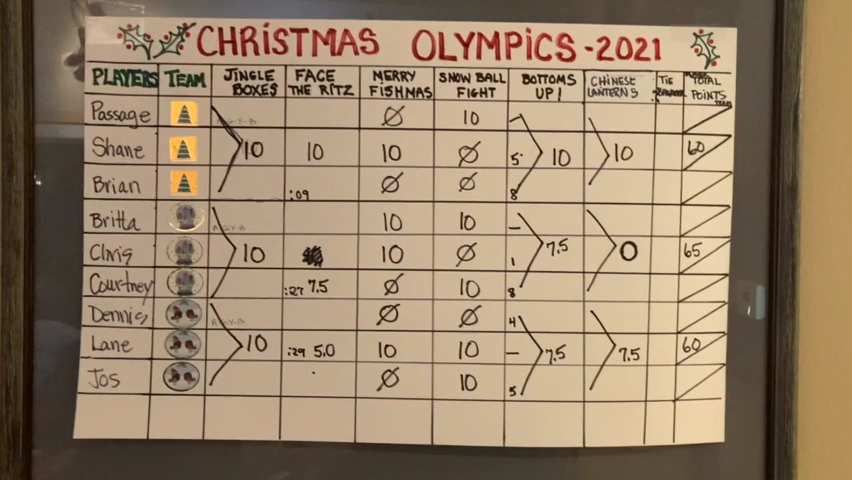 CHRISTMAS OLYMPICS -2021
PLAYERS TEAM JINGLE BOXES FACE THE RITZ MERRY FISHMAS SNOW BALL FIGHT BOTTOMS UP! CHINESE LANTERNS TIE TOTAL POINTS
Passage Ø 10 –
Shane 10 10 10 Ø 5 10 10 60
Brian :09 Ø Ø 8
Britta 10 10 –
Chris 10 10 Ø 1 7.5 0 65
Courtney :27 7.5 Ø 10 8
Dennis Ø Ø 4
Lane 10 :29 5.0 10 10 – 7.5 7.5 60
Jos Ø 10 5